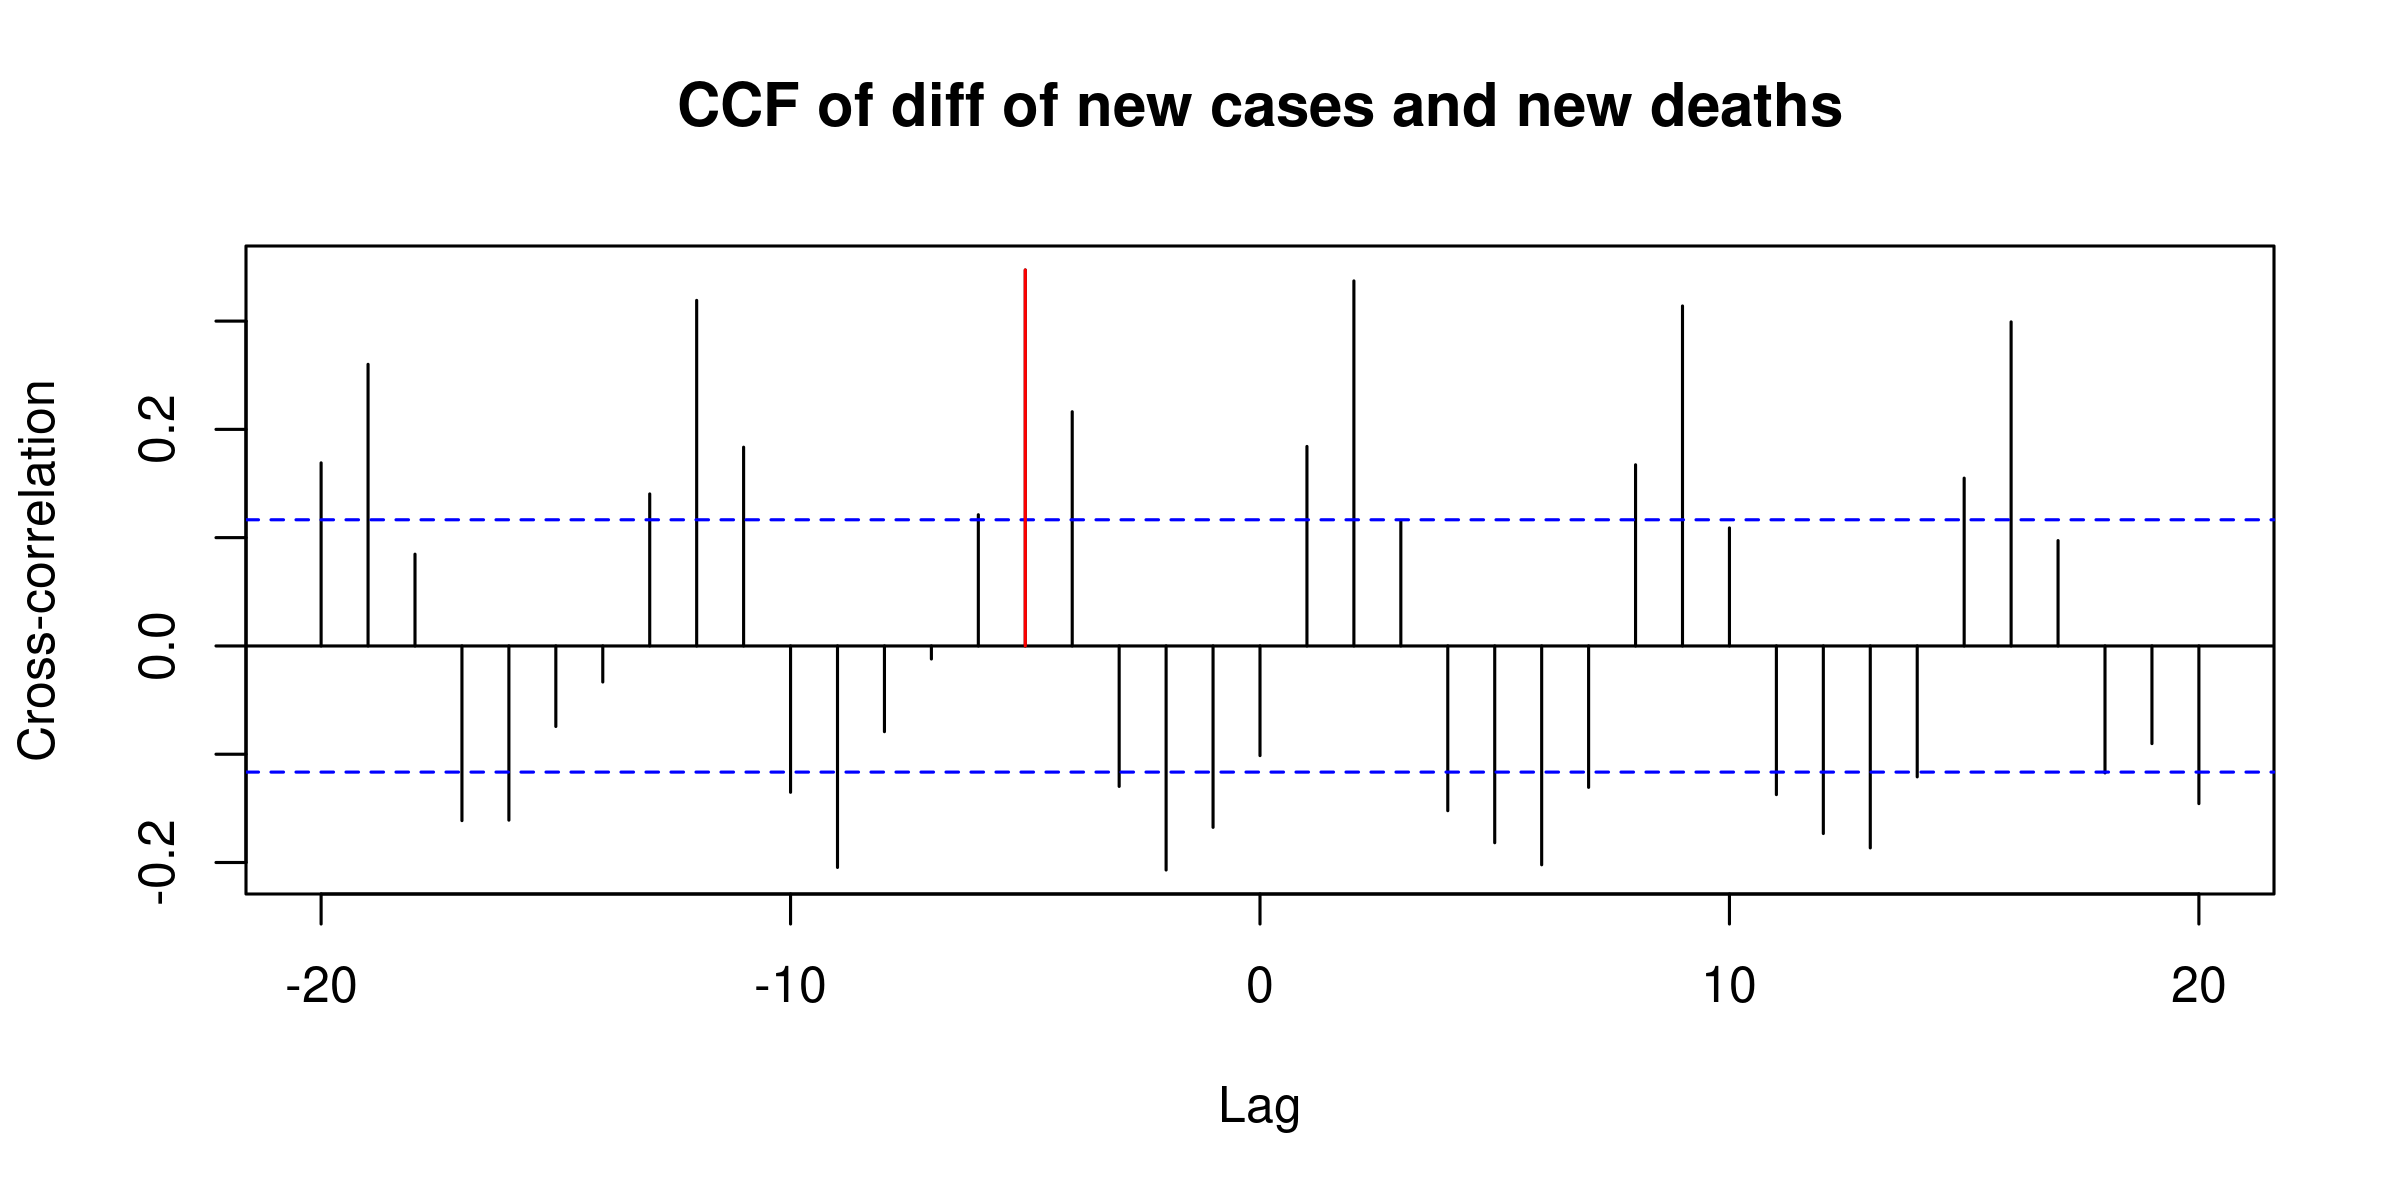 CCF of diff of new cases and new deaths
Cross-correlation
0.2
0.0
-0.2
-20 -10 0 10 20
Lag